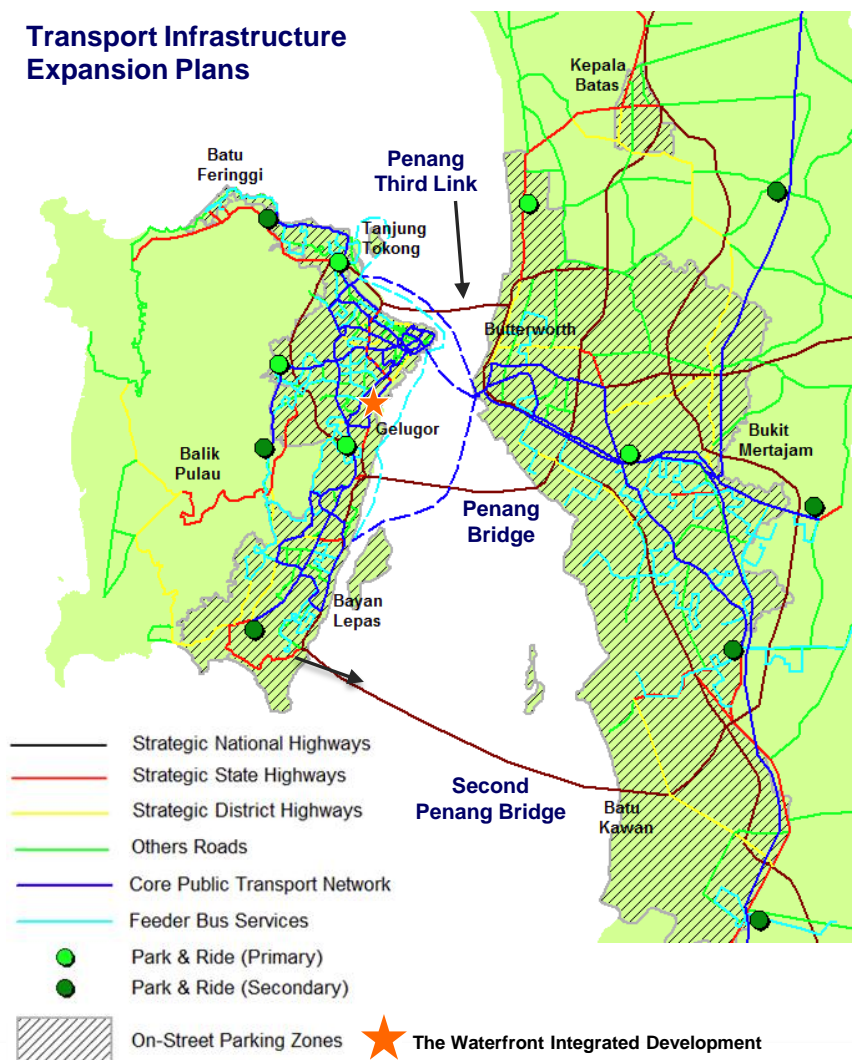 Transport Infrastructure
Expansion Plans
Kepala
Batas
Batu
Feringgi
Penang
Third Link
Tanjung
Tokong
Butterworth
Gelugor
Bukit
Mertajam
Balik
Pulau
Penang
Bridge
Bayan
Lepas
Second
Penang Bridge
Batu
Kawan
Strategic National Highways
Strategic State Highways
Strategic District Highways
Others Roads
Core Public Transport Network
Feeder Bus Services
Park & Ride (Primary)
Park & Ride (Secondary)
On-Street Parking Zones
The Waterfront Integrated Development